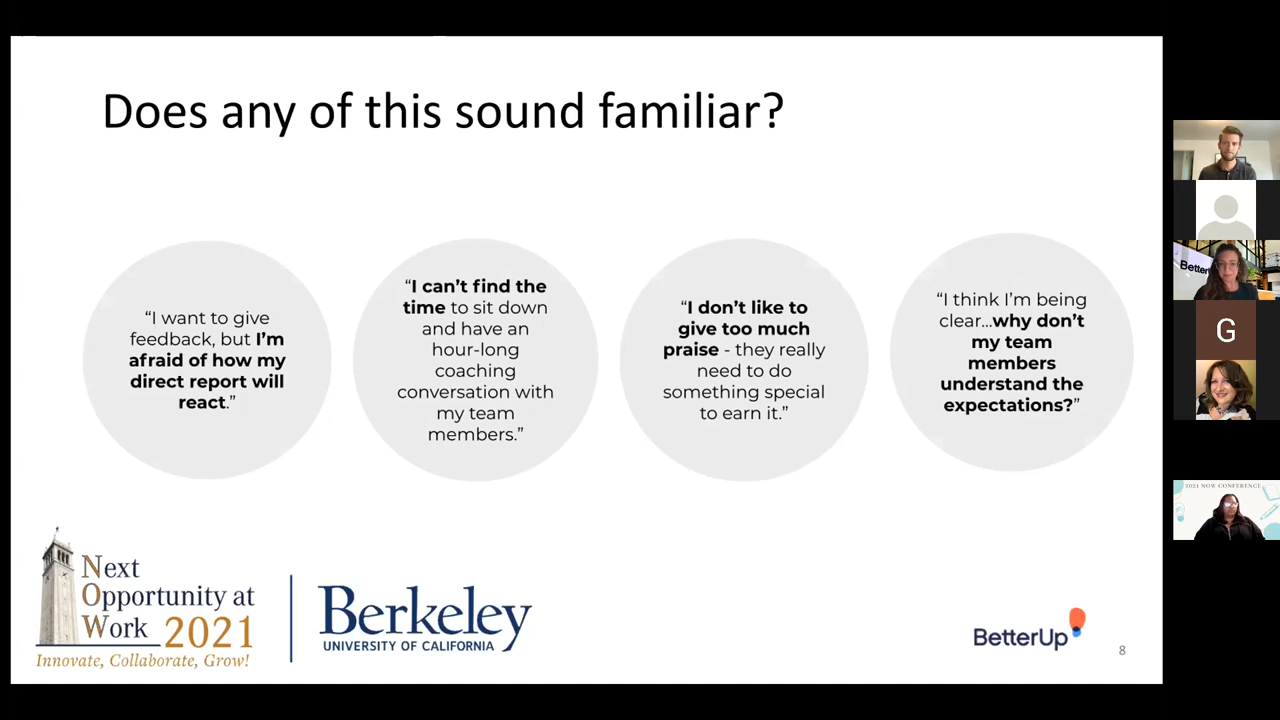 Does any of this sound familiar?
“I want to give
feedback, but I’m
afraid of how my
direct report will
react.”
“I can’t find the
time to sit down
and have an
hour-long
coaching
conversation with
my team
members.”
“I don’t like to
give too much
praise - they really
need to do
something special
to earn it.”
“I think I’m being
clear...why don’t
my team
members
understand the
expectations?”
Next
Opportunity at
Work 2021
Innovate, Collaborate, Grow!
Berkeley
UNIVERSITY OF CALIFORNIA
BetterUp
8
BetterU
G
2021 NOW CONFERENCE